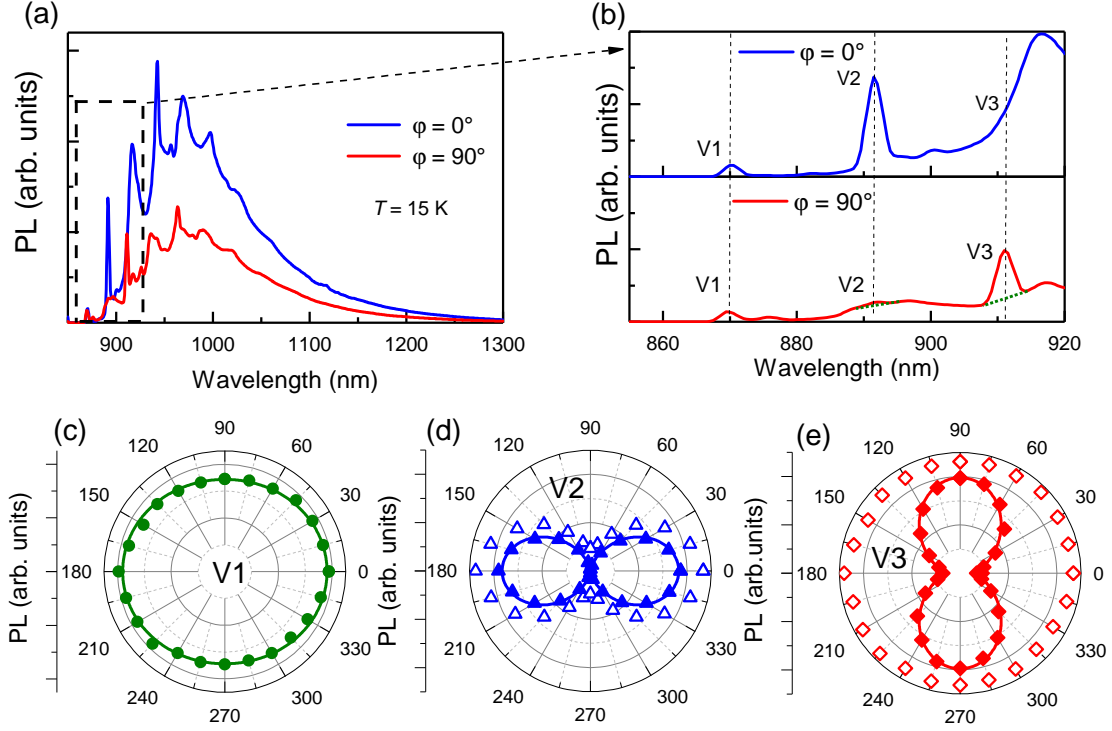 (a)
PL (arb. units)
φ = 0°
φ = 90°
T = 15 K
900 1000 1100 1200 1300
Wavelength (nm)
(b)
PL (arb. units)
φ = 0°
V1
V2
V3
φ = 90°
V1
V2
V3
860 880 900 920
Wavelength (nm)
(c)
PL (arb. units)
V1
0
30
60
90
120
150
180
210
240
270
300
330
(d)
PL (arb. units)
V2
0
30
60
90
120
150
180
210
240
270
300
330
(e)
PL (arb.units)
V3
0
30
60
90
120
150
180
210
240
270
300
330